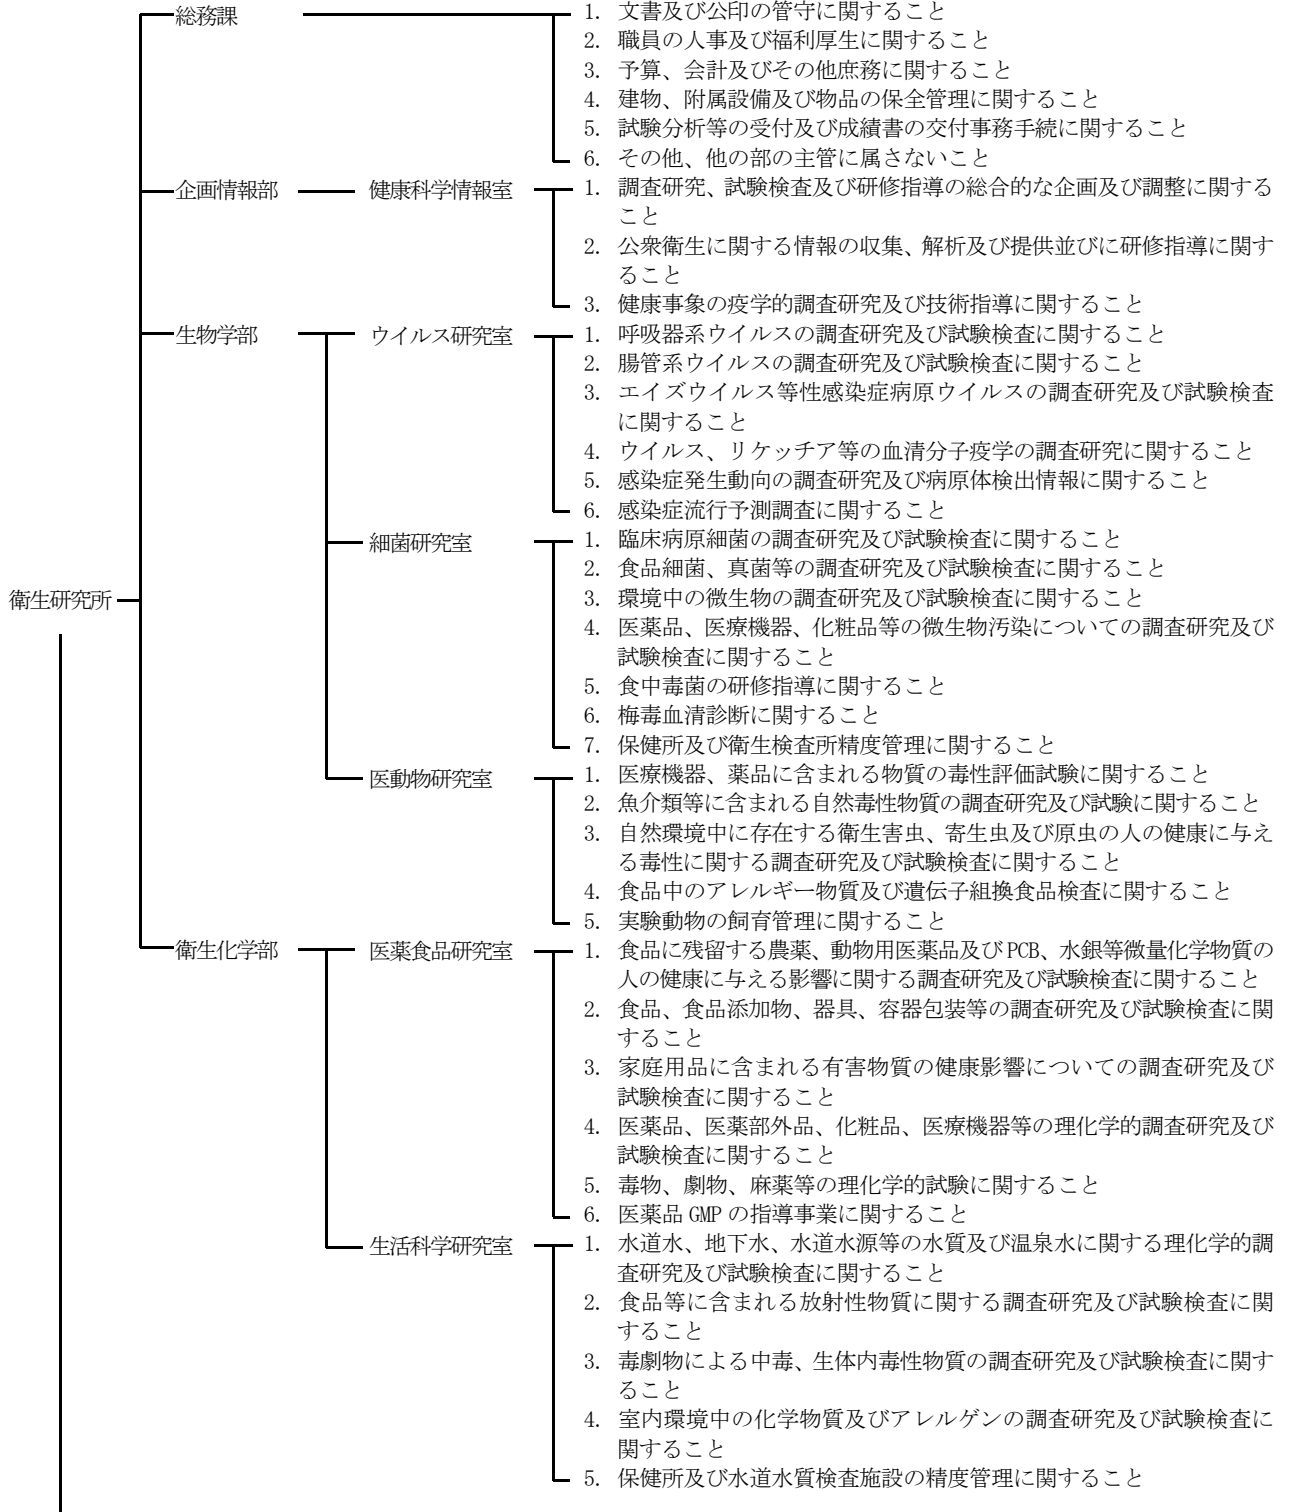 総務課
1. 文書及び公印の管守に関すること
2. 職員の人事及び福利厚生に関すること
3. 予算、会計及びその他庶務に関すること
4. 建物、附属設備及び物品の保全管理に関すること
5. 試験分析等の受付及び成績書の交付事務手続に関すること
6. その他、他の部の主管に属さないこと
企画情報部
健康科学情報室
1. 調査研究、試験検査及び研修指導の総合的な企画及び調整に関する
こと
2. 公衆衛生に関する情報の収集、解析及び提供並びに研修指導に関す
ること
3. 健康事象の疫学的調査研究及び技術指導に関すること
生物学部
ウイルス研究室
1. 呼吸器系ウイルスの調査研究及び試験検査に関すること
2. 腸管系ウイルスの調査研究及び試験検査に関すること
3. エイズウイルス等性感染症病原ウイルスの調査研究及び試験検査
に関すること
4. ウイルス、リケッチア等の血清分子疫学の調査研究に関すること
5. 感染症発生動向の調査研究及び病原体検出情報に関すること
6. 感染症流行予測調査に関すること
細菌研究室
1. 臨床病原細菌の調査研究及び試験検査に関すること
2. 食品細菌、真菌等の調査研究及び試験検査に関すること
衛生研究所
3. 環境中の微生物の調査研究及び試験検査に関すること
4. 医薬品、医療機器、化粧品等の微生物汚染についての調査研究及び
試験検査に関すること
5. 食中毒菌の研修指導に関すること
6. 梅毒血清診断に関すること
7. 保健所及び衛生検査所精度管理に関すること
医動物研究室
1. 医療機器、薬品に含まれる物質の毒性評価試験に関すること
2. 魚介類等に含まれる自然毒性物質の調査研究及び試験に関すること
3. 自然環境中に存在する衛生害虫、寄生虫及び原虫の人の健康に与え
る毒性に関する調査研究及び試験検査に関すること
4. 食品中のアレルギー物質及び遺伝子組換食品検査に関すること
5. 実験動物の飼育管理に関すること
衛生化学部
医薬食品研究室
1. 食品に残留する農薬、動物用医薬品及びPCB、水銀等微量化学物質の
人の健康に与える影響に関する調査研究及び試験検査に関すること
2. 食品、食品添加物、器具、容器包装等の調査研究及び試験検査に関
すること
3. 家庭用品に含まれる有害物質の健康影響についての調査研究及び
試験検査に関すること
4. 医薬品、医薬部外品、化粧品、医療機器等の理化学的調査研究及び
試験検査に関すること
5. 毒物、劇物、麻薬等の理化学的試験に関すること
6. 医薬品 GMP の指導事業に関すること
生活科学研究室
1. 水道水、地下水、水道水源等の水質及び温泉水に関する理化学的調
査研究及び試験検査に関すること
2. 食品等に含まれる放射性物質に関する調査研究及び試験検査に関
すること
3. 毒劇物による中毒、生体内毒性物質の調査研究及び試験検査に関す
ること
4. 室内環境中の化学物質及びアレルゲンの調査研究及び試験検査に
関すること
5. 保健所及び水道水質検査施設の精度管理に関すること